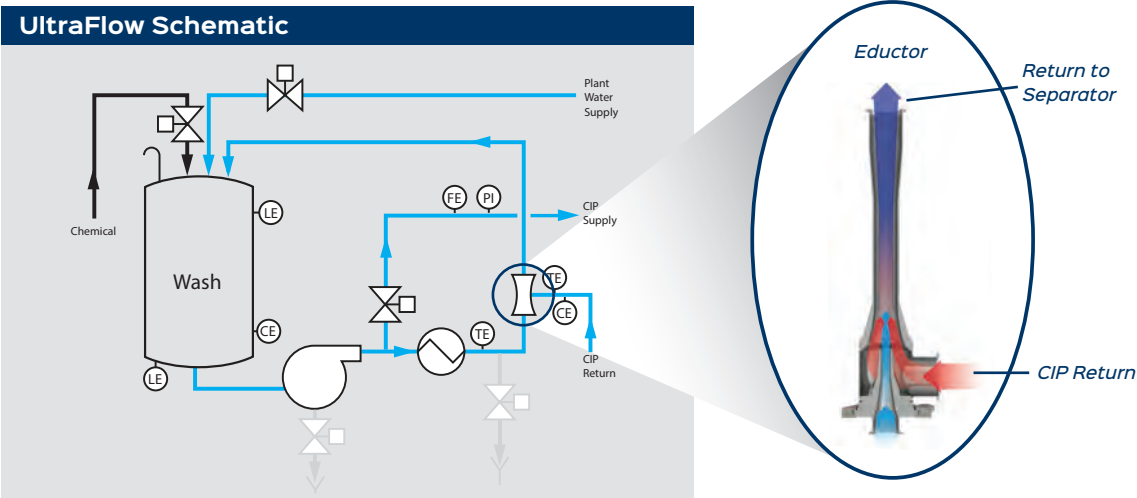 UltraFlow Schematic
Plant
Water
Supply
Chemical
LE
Wash
CE
LE
FE
PI
CIP
Supply
TE
CE
TE
CIP
Return
Eductor
Return to
Separator
CIP Return